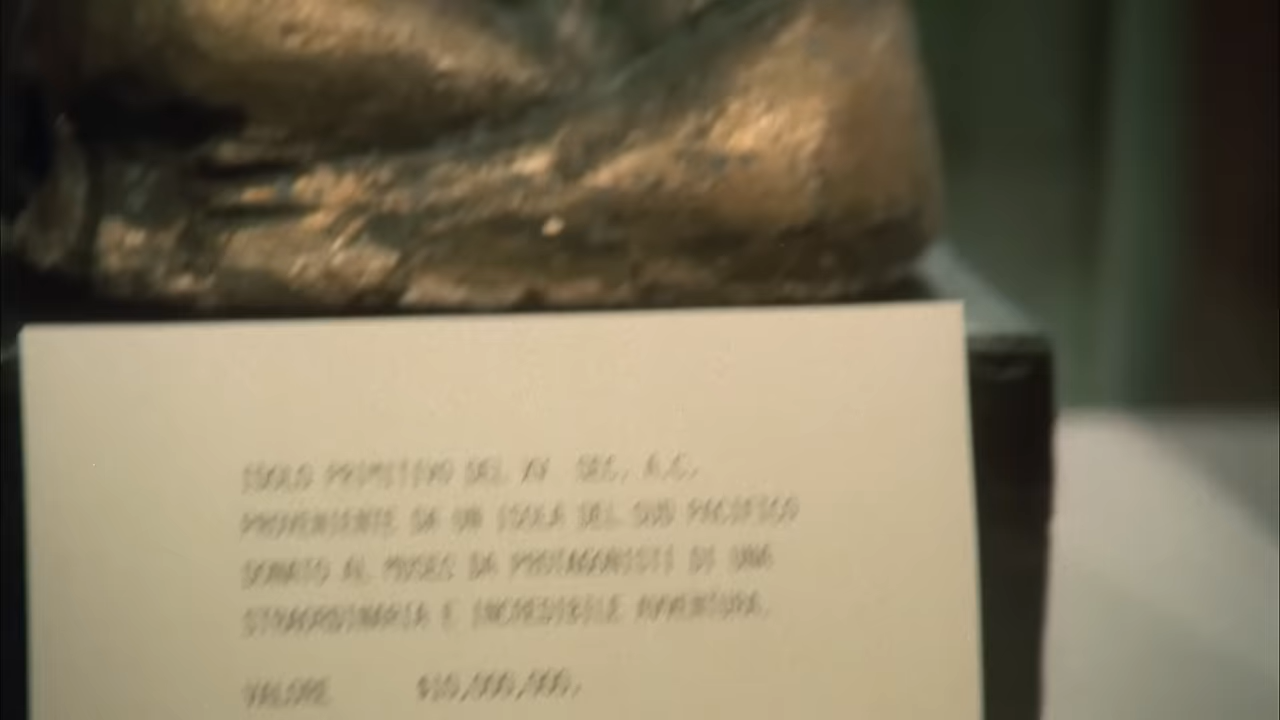 IDOLO PRIMITIVO DEL XV SEC. A.C.
PROVENIENTE DA UN ISOLA DEL SUD PACIFICO
DONATO AL MUSEO DA PROTAGONISTI DI UNA
STRAORDINARIA E INCREDIBILE AVVENTURA.
VALORE $10,000,000.